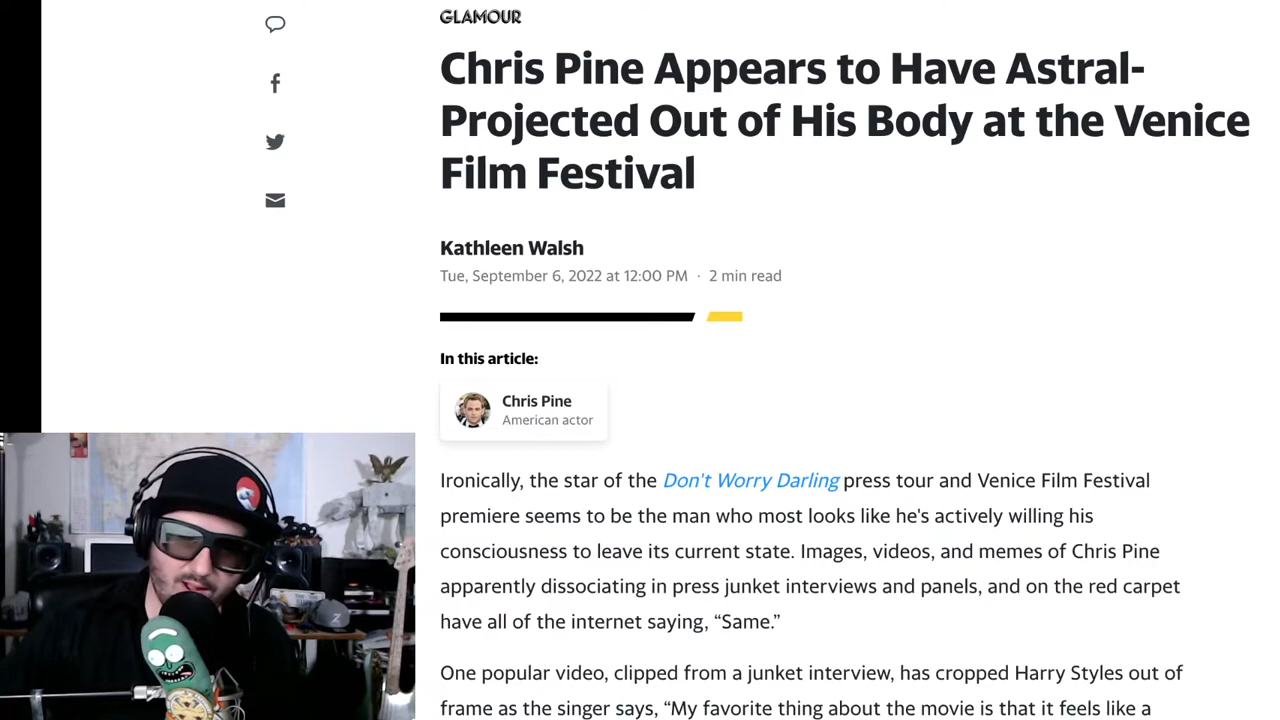 GLAMOUR
Chris Pine Appears to Have Astral-
Projected Out of His Body at the Venice
Film Festival
Kathleen Walsh
Tue, September 6, 2022 at 12:00 PM · 2 min read
In this article:
Chris Pine
American actor
Ironically, the star of the Don't Worry Darling press tour and Venice Film Festival
premiere seems to be the man who most looks like he's actively willing his
consciousness to leave its current state. Images, videos, and memes of Chris Pine
apparently dissociating in press junket interviews and panels, and on the red carpet
have all of the internet saying, “Same.”
One popular video, clipped from a junket interview, has cropped Harry Styles out of
frame as the singer says, “My favorite thing about the movie is that it feels like a